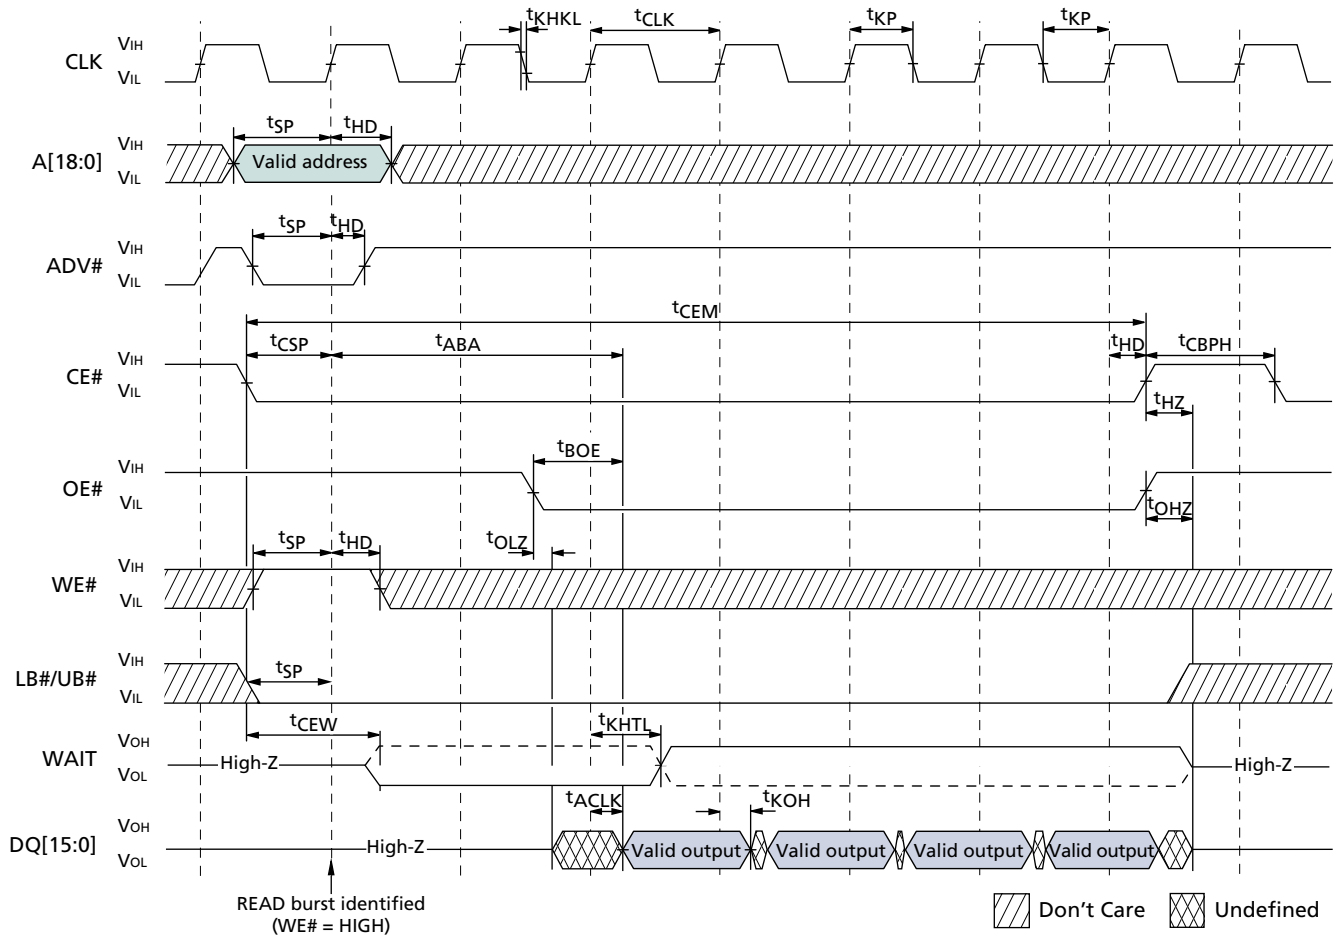 tKHKL tCLK tKP tKP
CLK VIH
VIL
tSP tHD
A[18:0] VIH
VIL
Valid address
tSP tHD
ADV# VIH
VIL
tCEM
tCSP tABA tHD tCBPH
CE# VIH
VIL
tHZ
tBOE
OE# VIH
VIL
tOHZ
tSP tHD tOLZ
WE# VIH
VIL
LB#/UB# VIH
VIL
tSP
tCEW tKHTL
WAIT VOH
VOL
High-Z High-Z
tACLK tKOH
DQ[15:0] VOH
VOL
High-Z Valid output Valid output Valid output Valid output
READ burst identified
(WE# = HIGH)
Don't Care Undefined